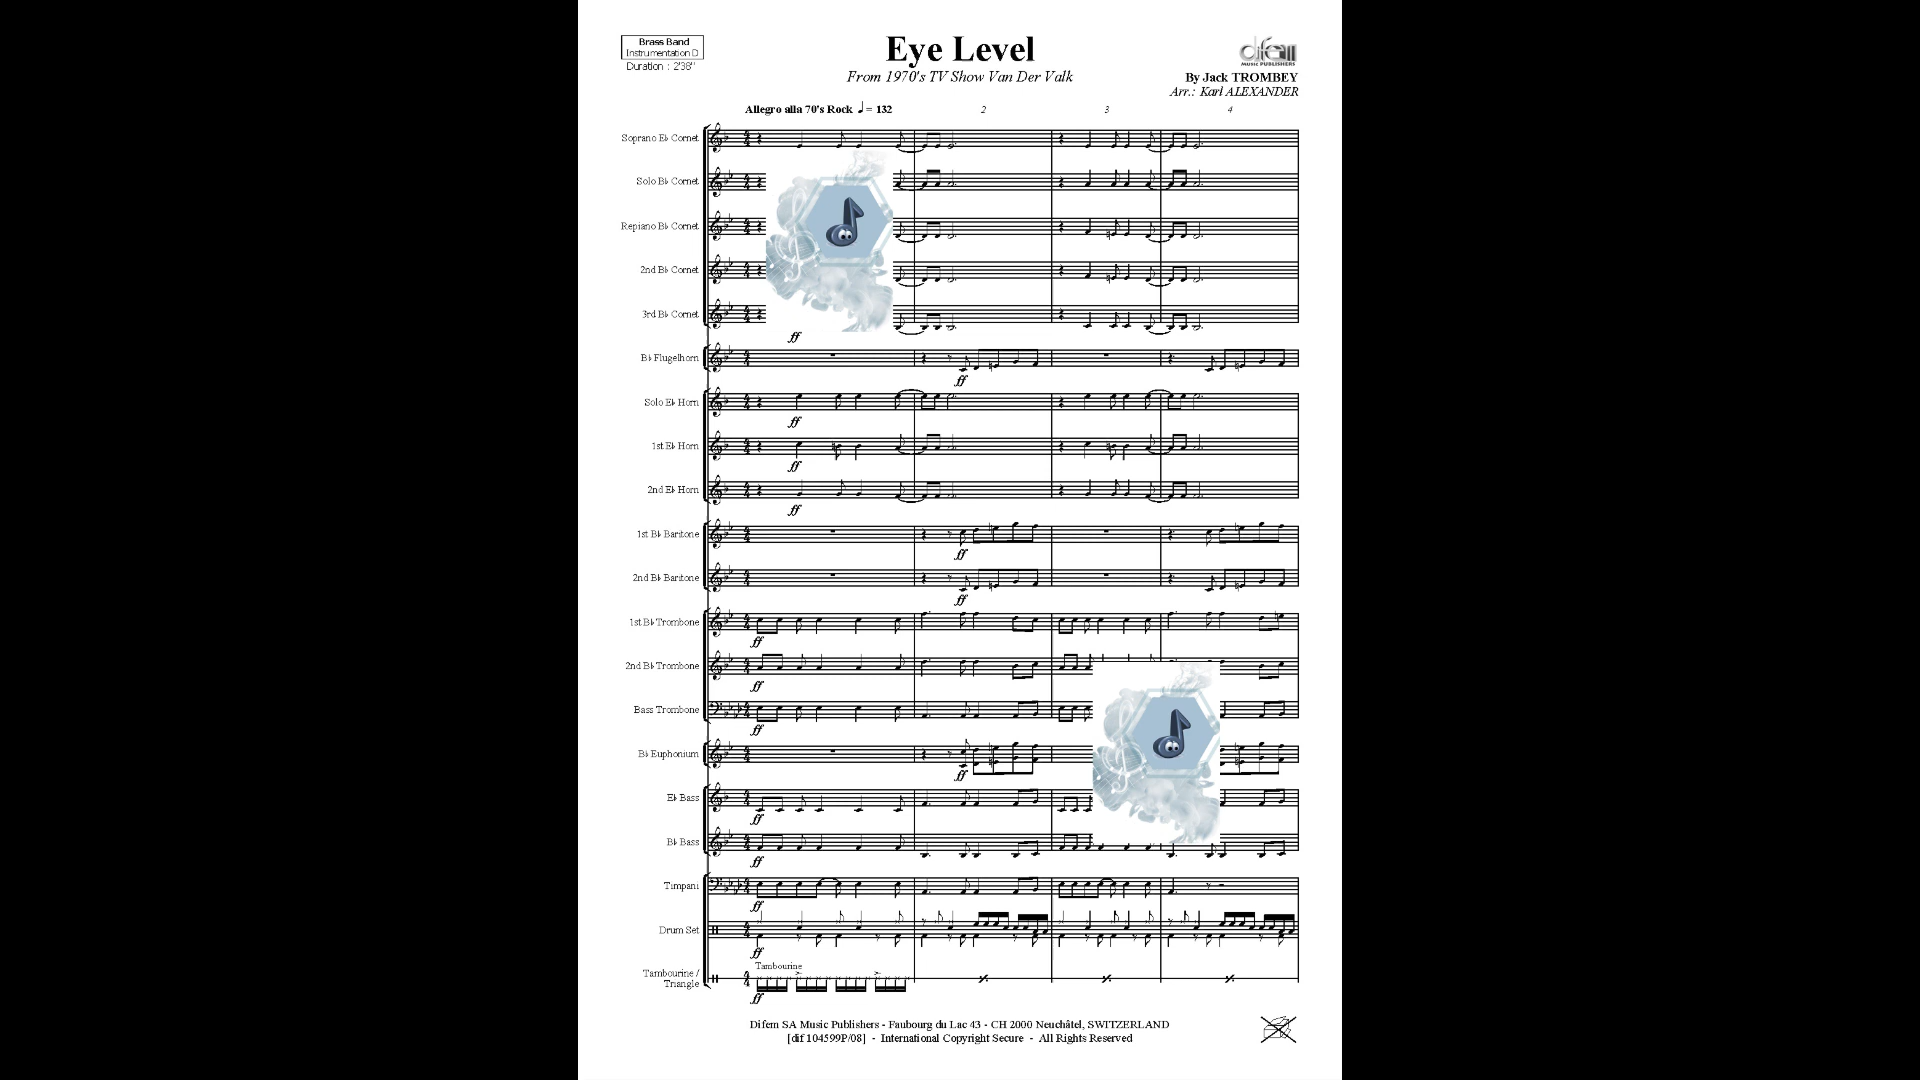 Brass Band
Instrumentation D
Duration : 2'38"
Eye Level
From 1970's TV Show Van Der Valk
difem
MUSIC PUBLISHERS
By Jack TROMBEY
Arr.: Karl ALEXANDER
Allegro alla 70's Rock ♩= 132
2
3
4
Soprano E♭ Cornet
Solo B♭ Cornet
Repiano B♭ Cornet
2nd B♭ Cornet
3rd B♭ Cornet
ff
B♭ Flugelhorn
ff
Solo E♭ Horn
ff
1st E♭ Horn
ff
2nd E♭ Horn
ff
1st B♭ Baritone
ff
2nd B♭ Baritone
ff
1st B♭ Trombone
ff
2nd B♭ Trombone
ff
Bass Trombone
ff
B♭ Euphonium
ff
E♭ Bass
ff
B♭ Bass
ff
Timpani
ff
Drum Set
ff
Tambourine
Tambourine /
Triangle
ff
Difem SA Music Publishers - Faubourg du Lac 43 - CH 2000 Neuchâtel, SWITZERLAND
[dif 104599P/08] - International Copyright Secure - All Rights Reserved